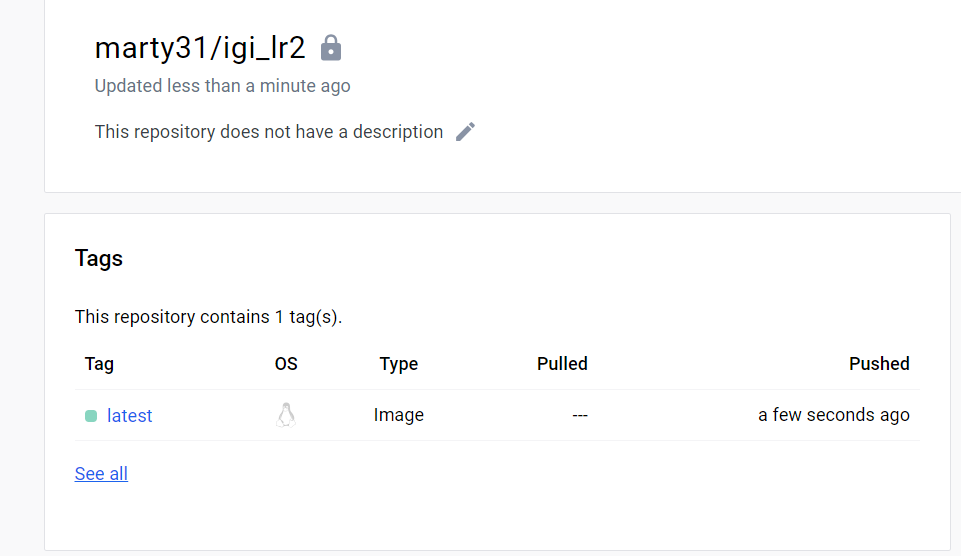 marty31/igi_lr2
Updated less than a minute ago
This repository does not have a description
Tags
This repository contains 1 tag(s).
Tag OS Type Pulled Pushed
latest Image --- a few seconds ago
See all